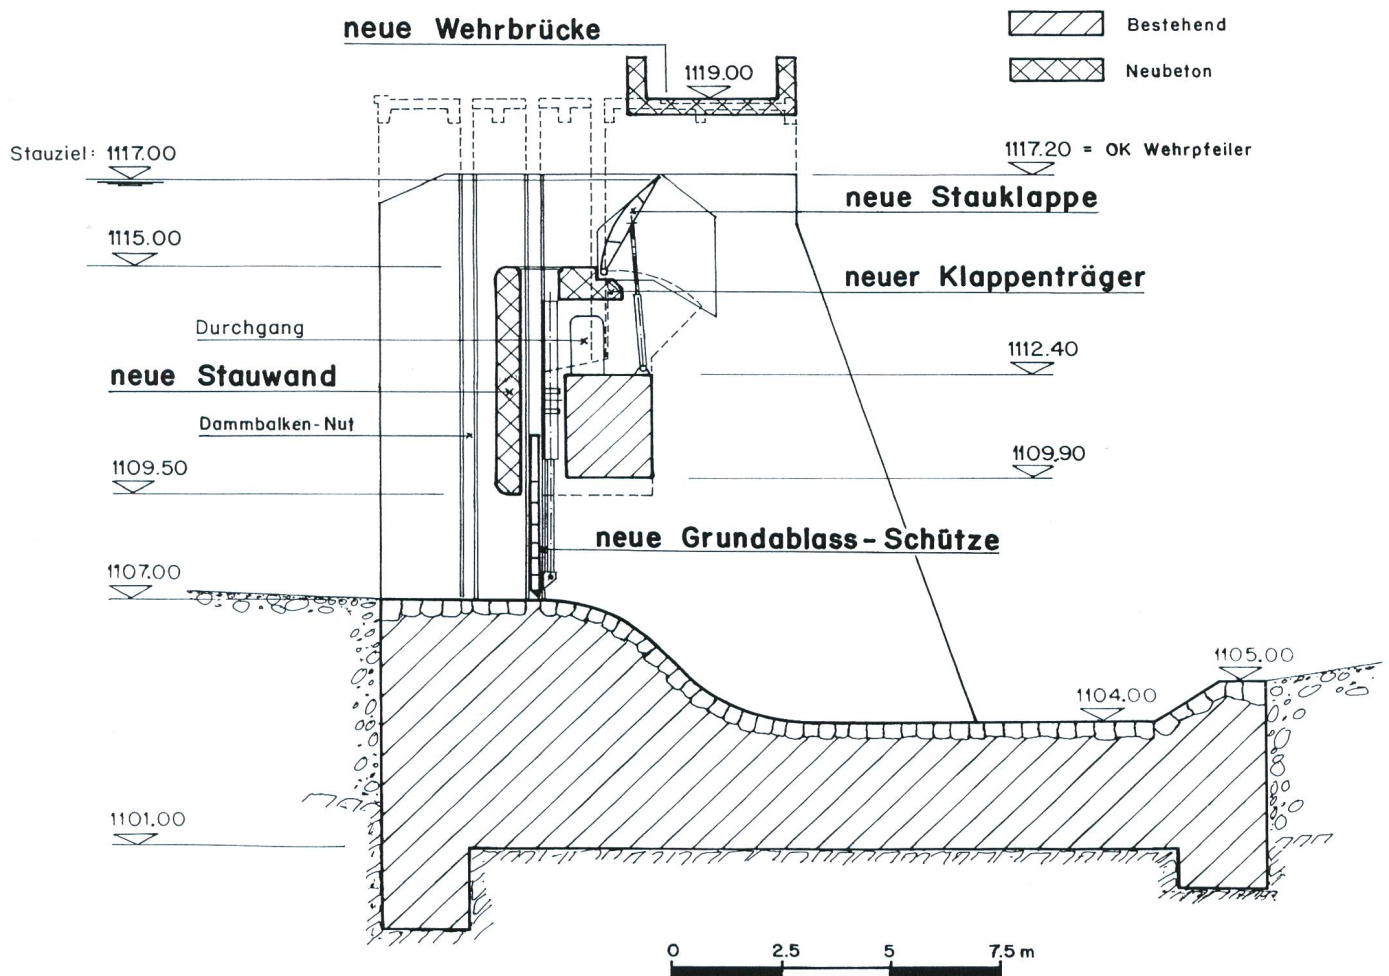 neue Wehrbrücke
Bestehend
Neubeton
1119.00
Stauziel: 1117.00
1117.20 = OK Wehrpfeiler
neue Stauklappe
1115.00
neuer Klappenträger
Durchgang
1112.40
neue Stauwand
Dammbalken-Nut
1109.50
1109.90
neue Grundablass-Schütze
1107.00
1105.00
1104.00
1101.00
0 2.5 5 7.5 m